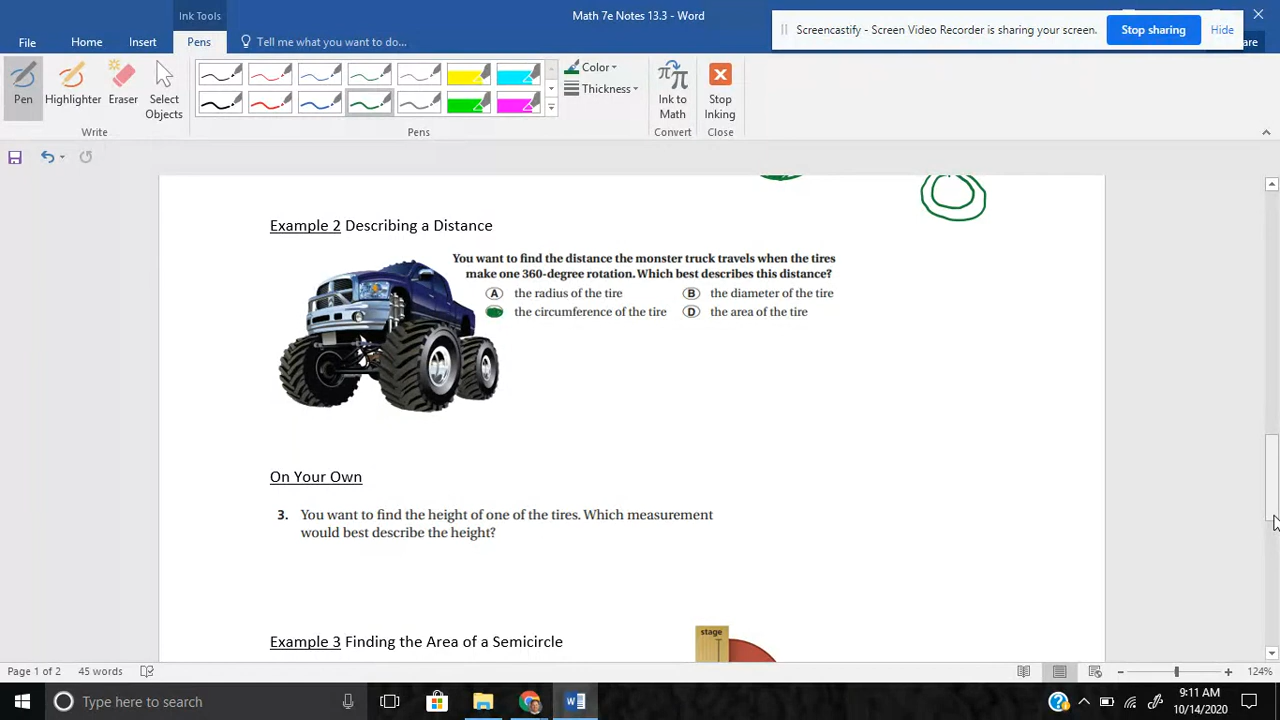 Ink Tools
Math 7e Notes 13.3 - Word
Screencastify - Screen Video Recorder is sharing your screen.
Stop sharing
Hide
File
Home
Insert
Pens
Tell me what you want to do...
are
Pen
Highlighter
Eraser
Select Objects
Color
Thickness
Ink to Math
Stop Inking
Write
Pens
Convert
Close
Example 2 Describing a Distance
You want to find the distance the monster truck travels when the tires
make one 360-degree rotation. Which best describes this distance?
A the radius of the tire B the diameter of the tire
the circumference of the tire D the area of the tire
On Your Own
3. You want to find the height of one of the tires. Which measurement
would best describe the height?
stage
Example 3 Finding the Area of a Semicircle
Page 1 of 2 45 words
124%
Type here to search
9:11 AM
10/14/2020